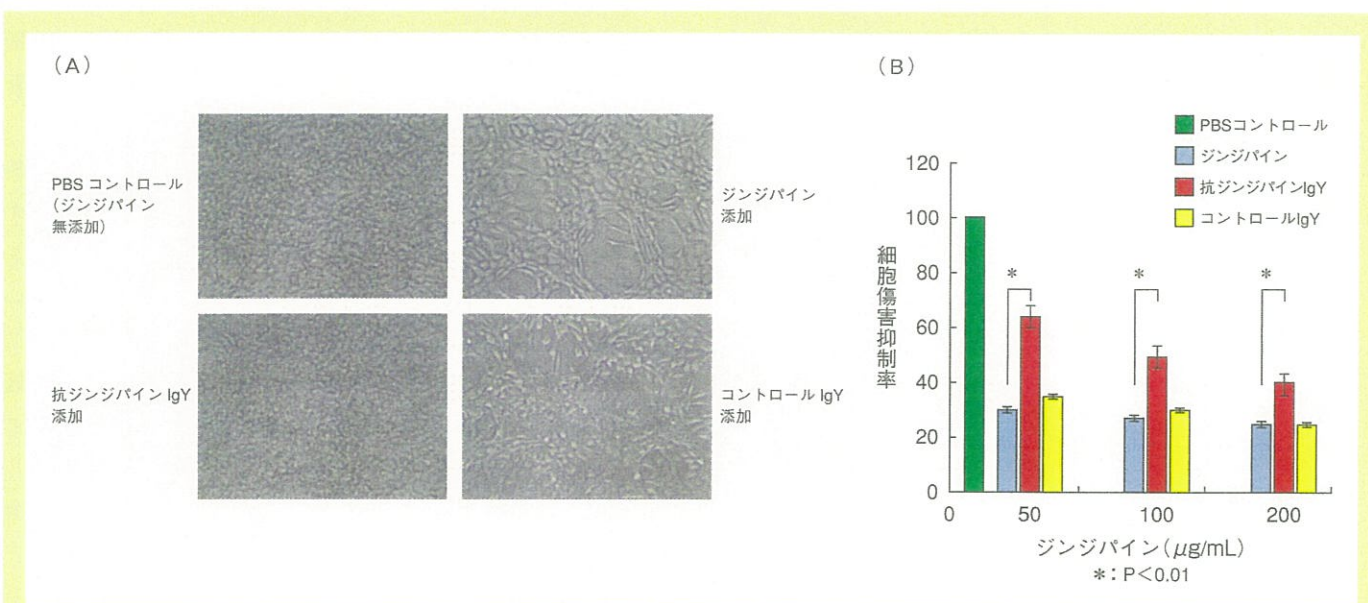 (A)
PBS コントロール
(ジンジパイン
無添加)
ジンジパイン
添加
抗ジンジパイン IgY
添加
コントロール IgY
添加
(B)
PBSコントロール
ジンジパイン
抗ジンジパインIgY
コントロールIgY
細胞傷害抑制率
120
100
80
60
40
20
0
* * *
0 50 100 200
ジンジパイン(μg/mL)
*:P<0.01